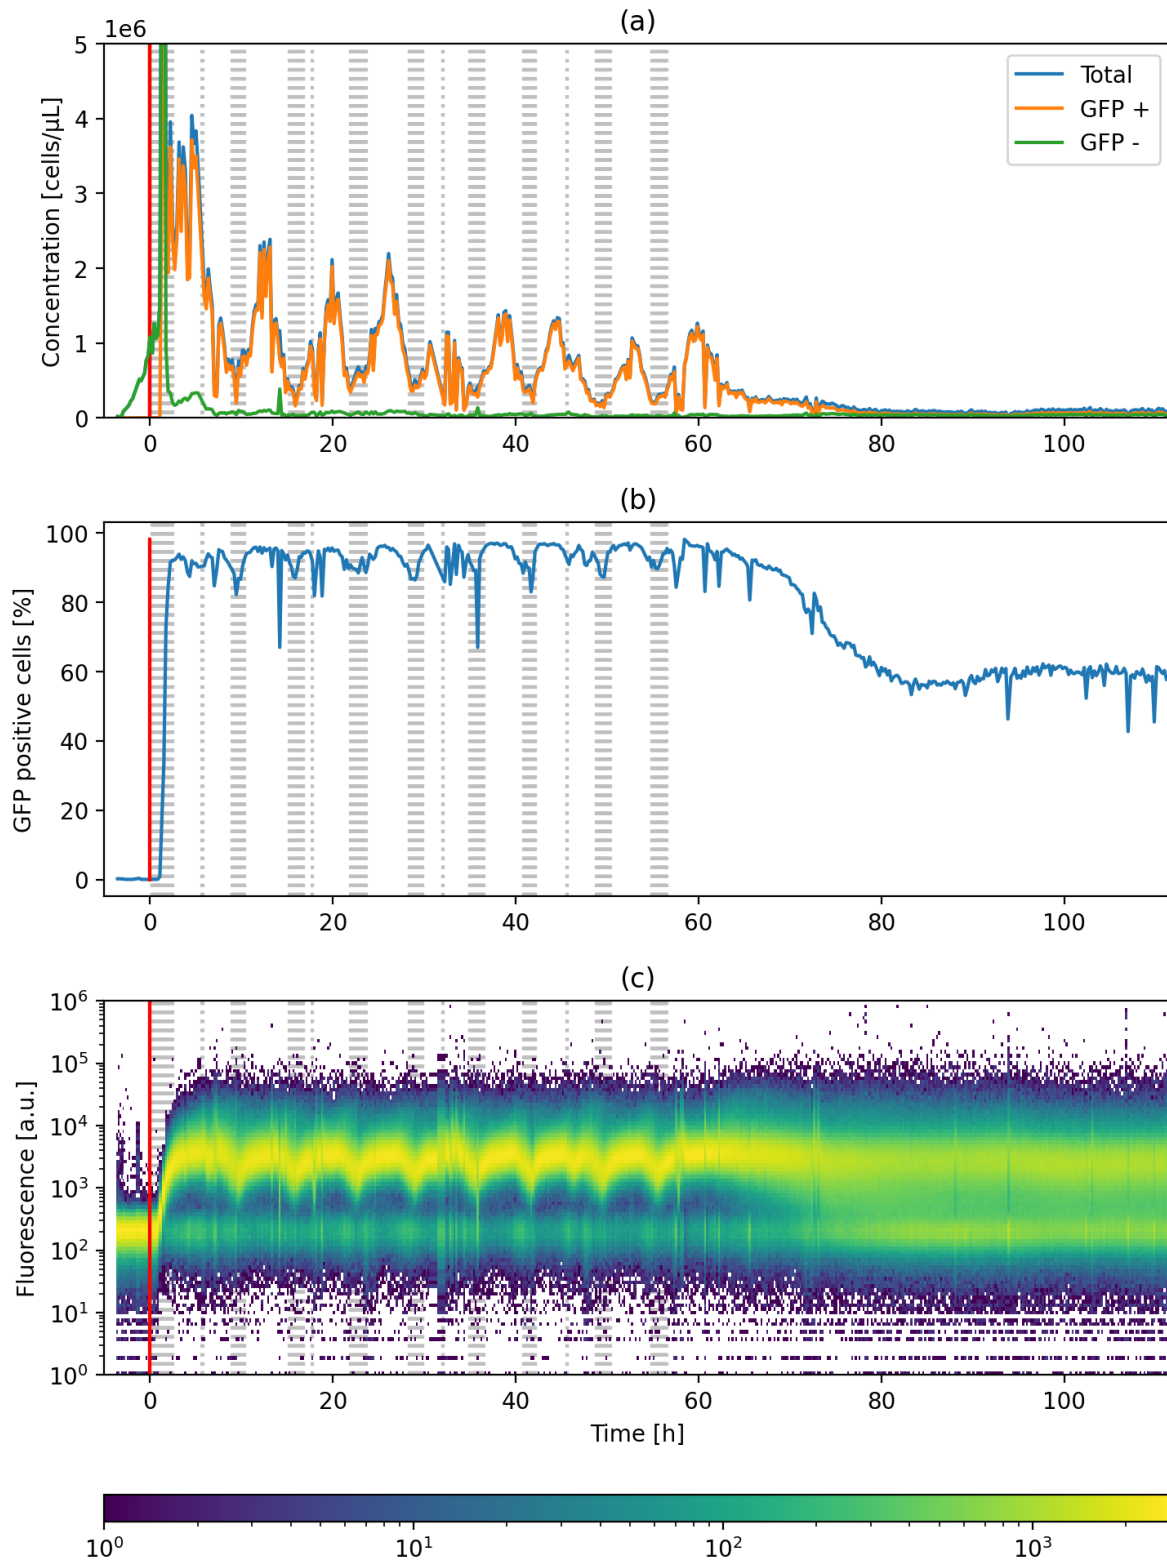 (a)
1e6
5
4
3
2
1
0
Concentration [cells/μL]
Total
GFP +
GFP -
0 20 40 60 80 100
(b)
100
80
60
40
20
0
GFP positive cells [%]
0 20 40 60 80 100
(c)
10⁶
10⁵
10⁴
10³
10²
10¹
10⁰
Fluorescence [a.u.]
0 20 40 60 80 100
Time [h]
10⁰ 10¹ 10² 10³